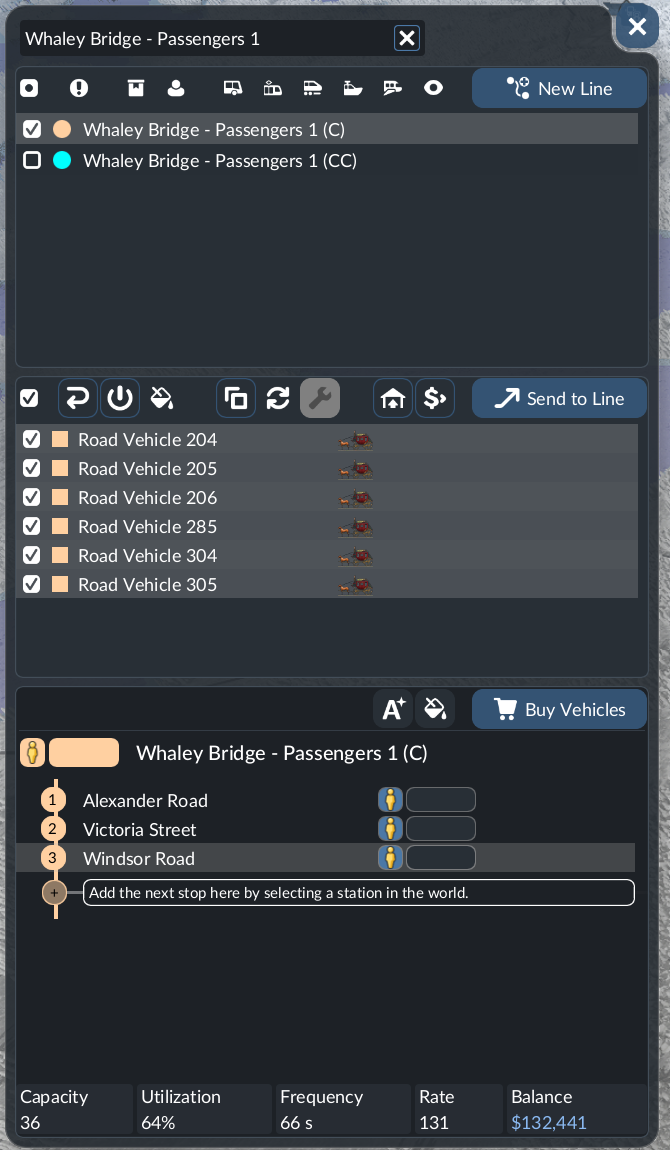 Whaley Bridge - Passengers 1
New Line
Whaley Bridge - Passengers 1 (C)
Whaley Bridge - Passengers 1 (CC)
Send to Line
Road Vehicle 204
Road Vehicle 205
Road Vehicle 206
Road Vehicle 285
Road Vehicle 304
Road Vehicle 305
A+ Buy Vehicles
Whaley Bridge - Passengers 1 (C)
1 Alexander Road
2 Victoria Street
3 Windsor Road
+ Add the next stop here by selecting a station in the world.
Capacity Utilization Frequency Rate Balance
36 64% 66 s 131 $132,441